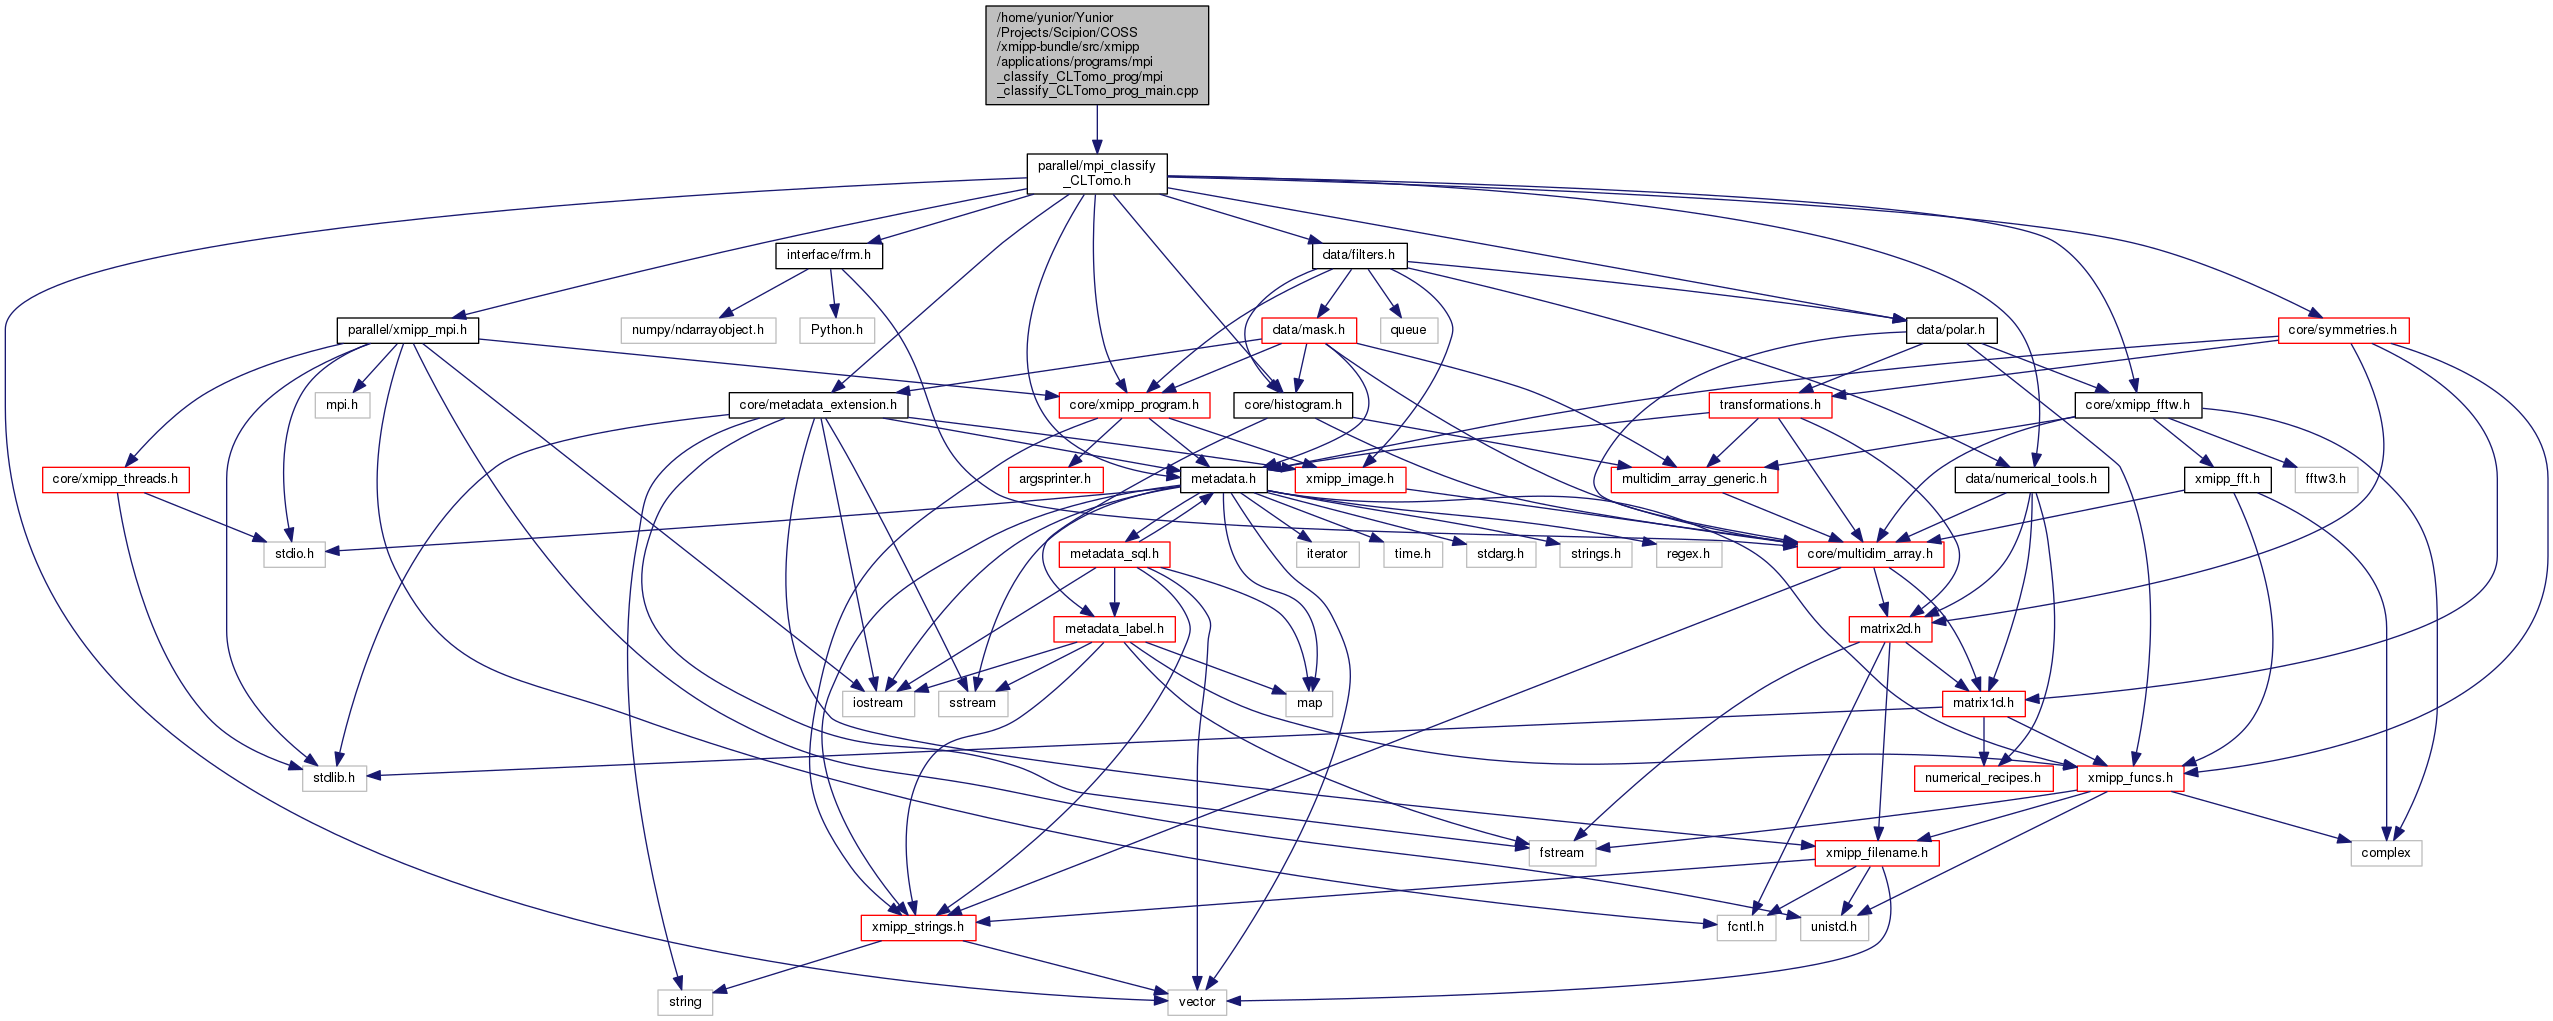 /home/yunior/Yunior
/Projects/Scipion/COSS
/xmipp-bundle/src/xmipp
/applications/programs/mpi
_classify_CLTomo_prog/mpi
_classify_CLTomo_prog_main.cpp
parallel/mpi_classify
_CLTomo.h
interface/frm.h
data/filters.h
parallel/xmipp_mpi.h
numpy/ndarrayobject.h
Python.h
data/mask.h
queue
data/polar.h
core/symmetries.h
mpi.h
core/metadata_extension.h
core/xmipp_program.h
core/histogram.h
transformations.h
core/xmipp_fftw.h
core/xmipp_threads.h
argsprinter.h
metadata.h
xmipp_image.h
multidim_array_generic.h
data/numerical_tools.h
xmipp_fft.h
fftw3.h
stdio.h
metadata_sql.h
iterator
time.h
stdarg.h
strings.h
regex.h
core/multidim_array.h
metadata_label.h
matrix2d.h
iostream
sstream
map
matrix1d.h
stdlib.h
numerical_recipes.h
xmipp_funcs.h
fstream
xmipp_filename.h
complex
xmipp_strings.h
fcntl.h
unistd.h
string
vector